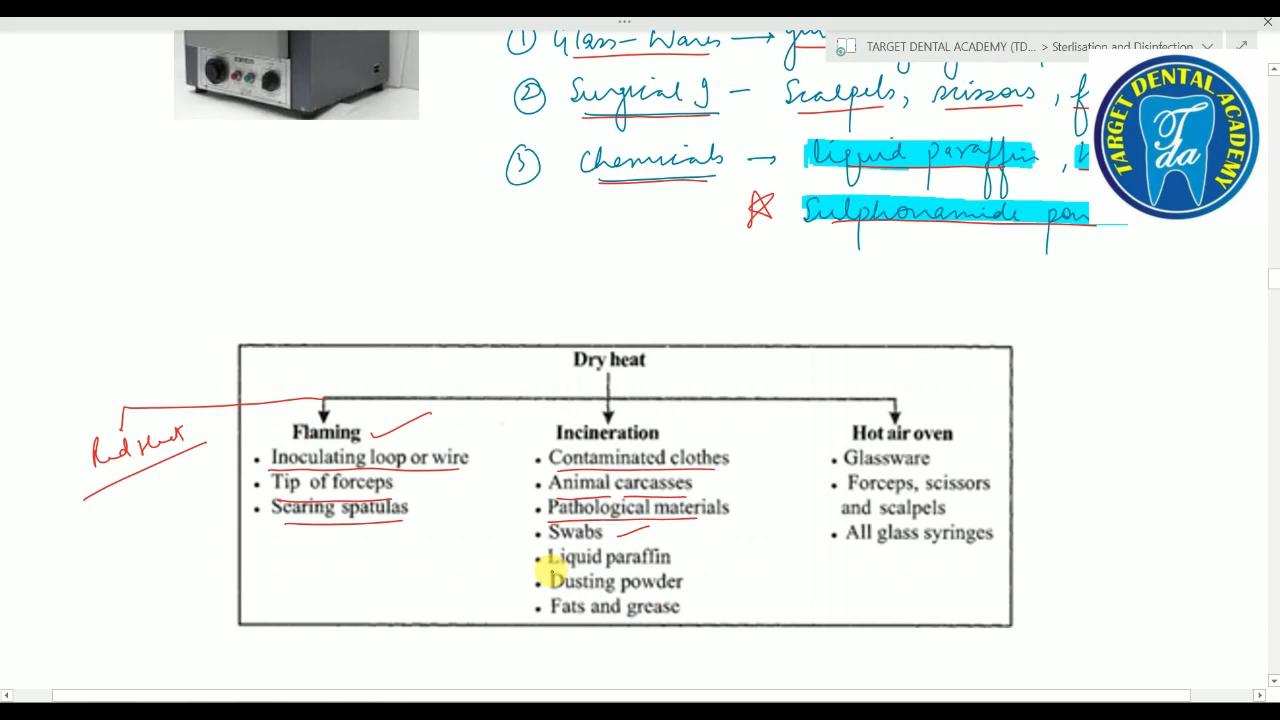 TARGET DENTAL ACADEMY (TD... > Sterlisation and Disinfection
① Glass-Wares →
② Surgical I - Scalpels, scissors,
③ Chemicals → liquid paraffin,
Sulphonamide
TARGET DENTAL ACADEMY
Tda
Dry heat
Red Heat
Flaming
• Inoculating loop or wire
• Tip of forceps
• Searing spatulas
Incineration
• Contaminated clothes
• Animal carcasses
• Pathological materials
• Swabs
• Liquid paraffin
• Dusting powder
• Fats and grease
Hot air oven
• Glassware
• Forceps, scissors
and scalpels
• All glass syringes